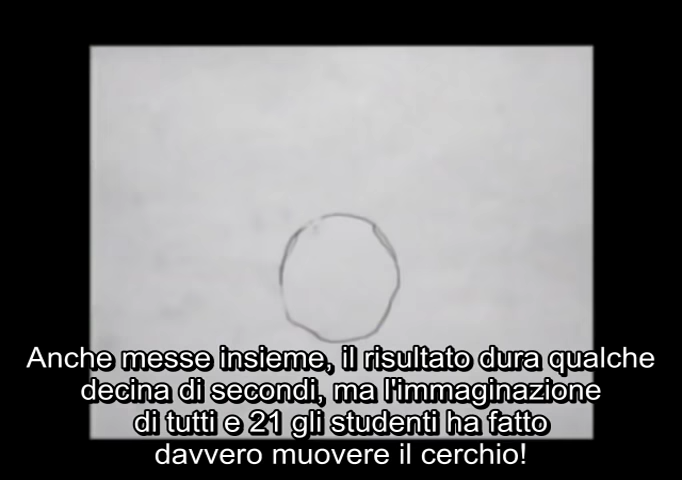 Anche messe insieme, il risultato dura qualche
decina di secondi, ma l'immaginazione
di tutti e 21 gli studenti ha fatto
davvero muovere il cerchio!